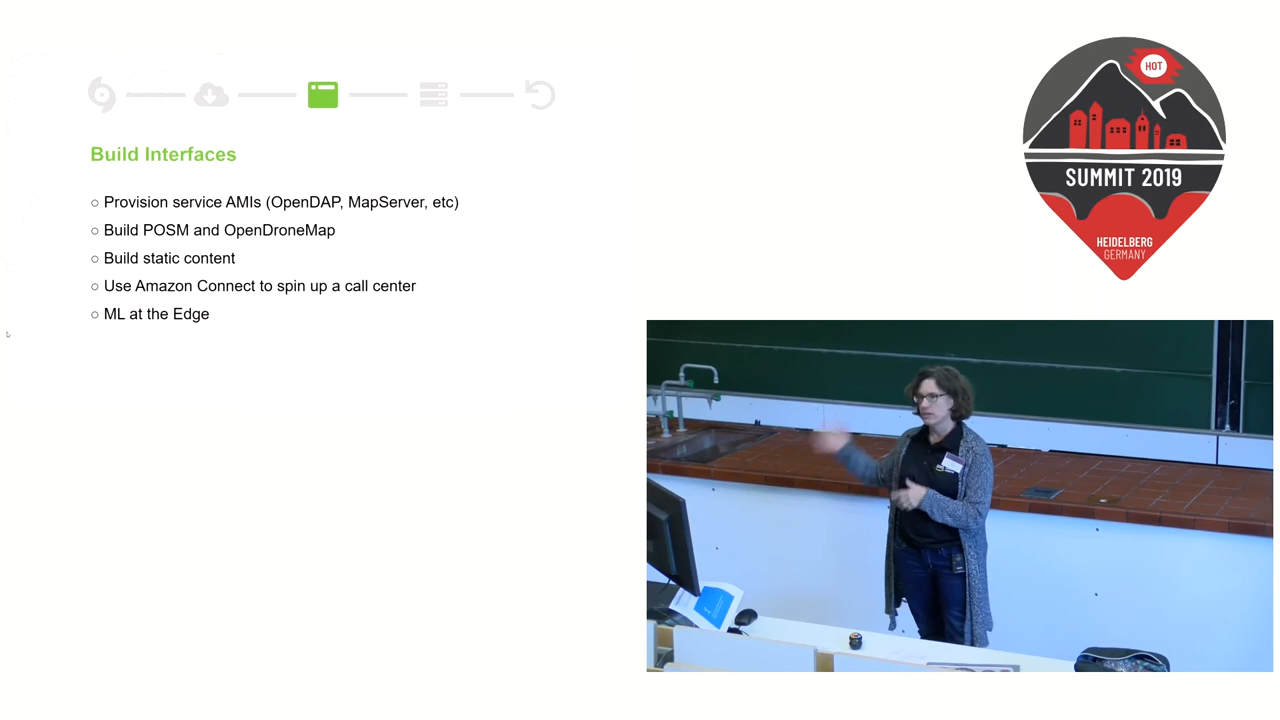 Build Interfaces
○ Provision service AMIs (OpenDAP, MapServer, etc)
○ Build POSM and OpenDroneMap
○ Build static content
○ Use Amazon Connect to spin up a call center
○ ML at the Edge
HOT
SUMMIT 2019
HEIDELBERG
GERMANY